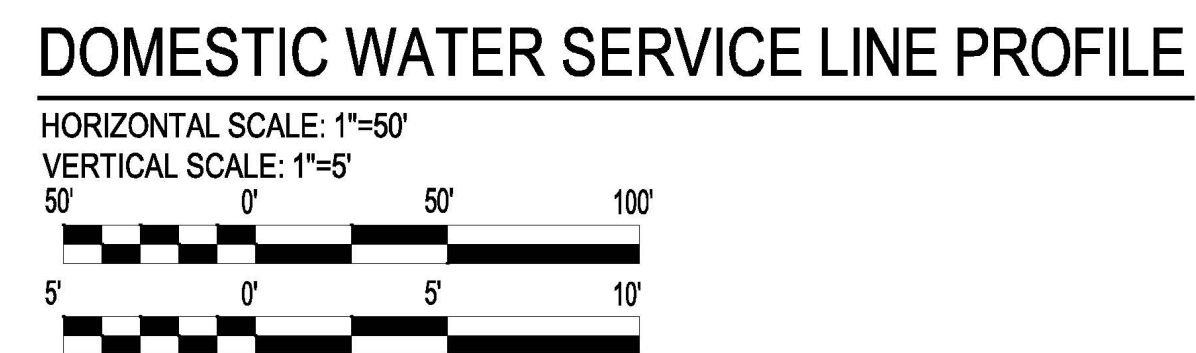 DOMESTIC WATER SERVICE LINE PROFILE
HORIZONTAL SCALE: 1"=50'
VERTICAL SCALE: 1"=5'
50' 0' 50' 100'
5' 0' 5' 10'